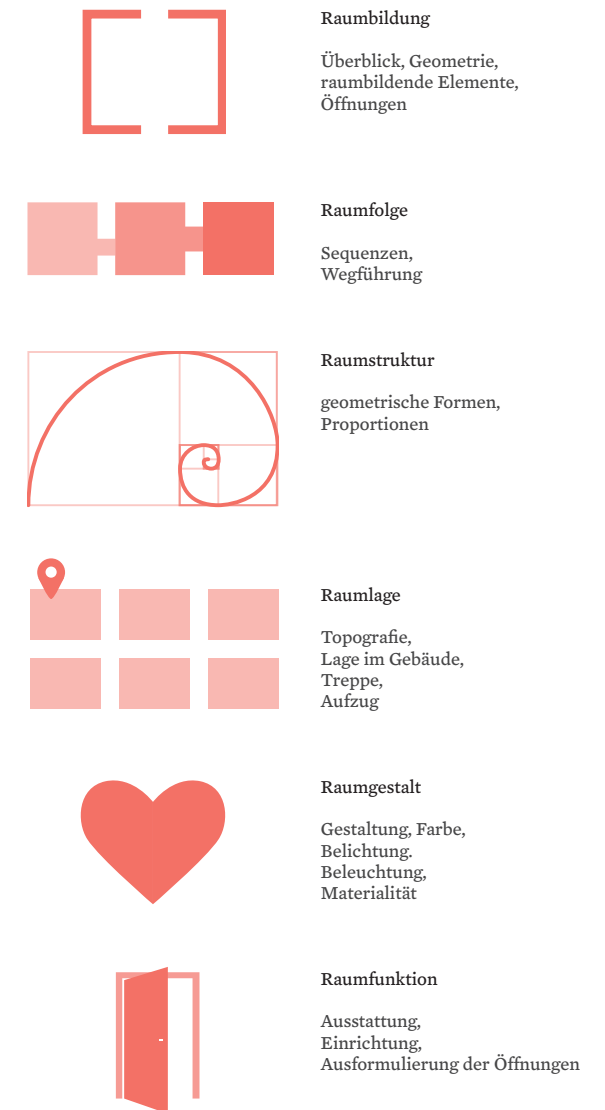 Raumbildung
Überblick, Geometrie,
raumbildende Elemente,
Öffnungen
Raumfolge
Sequenzen,
Wegführung
Raumstruktur
geometrische Formen,
Proportionen
Raumlage
Topografie,
Lage im Gebäude,
Treppe,
Aufzug
Raumgestalt
Gestaltung, Farbe,
Belichtung.
Beleuchtung,
Materialität
Raumfunktion
Ausstattung,
Einrichtung,
Ausformulierung der Öffnungen